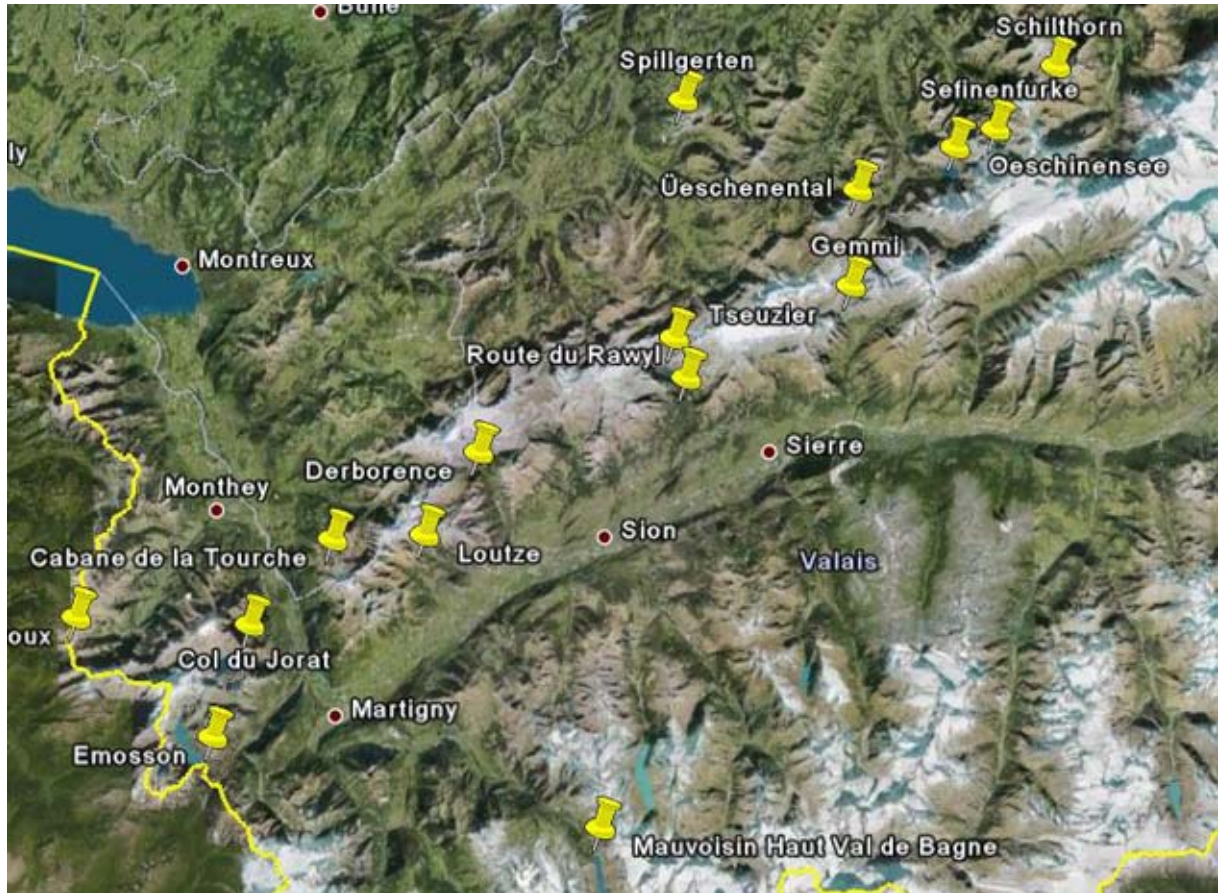 Bulle
Schilthorn
Spillgerten
Sefinenfurke
ly
Oeschinensee
Üeschenental
Gemmi
Montreux
Tseuzier
Route du Rawyl
Sierre
Derborence
Monthey
Sion
Cabane de la Tourche
Loutze
Valais
oux
Col du Jorat
Martigny
Emosson
Mauvoisin Haut Val de Bagne